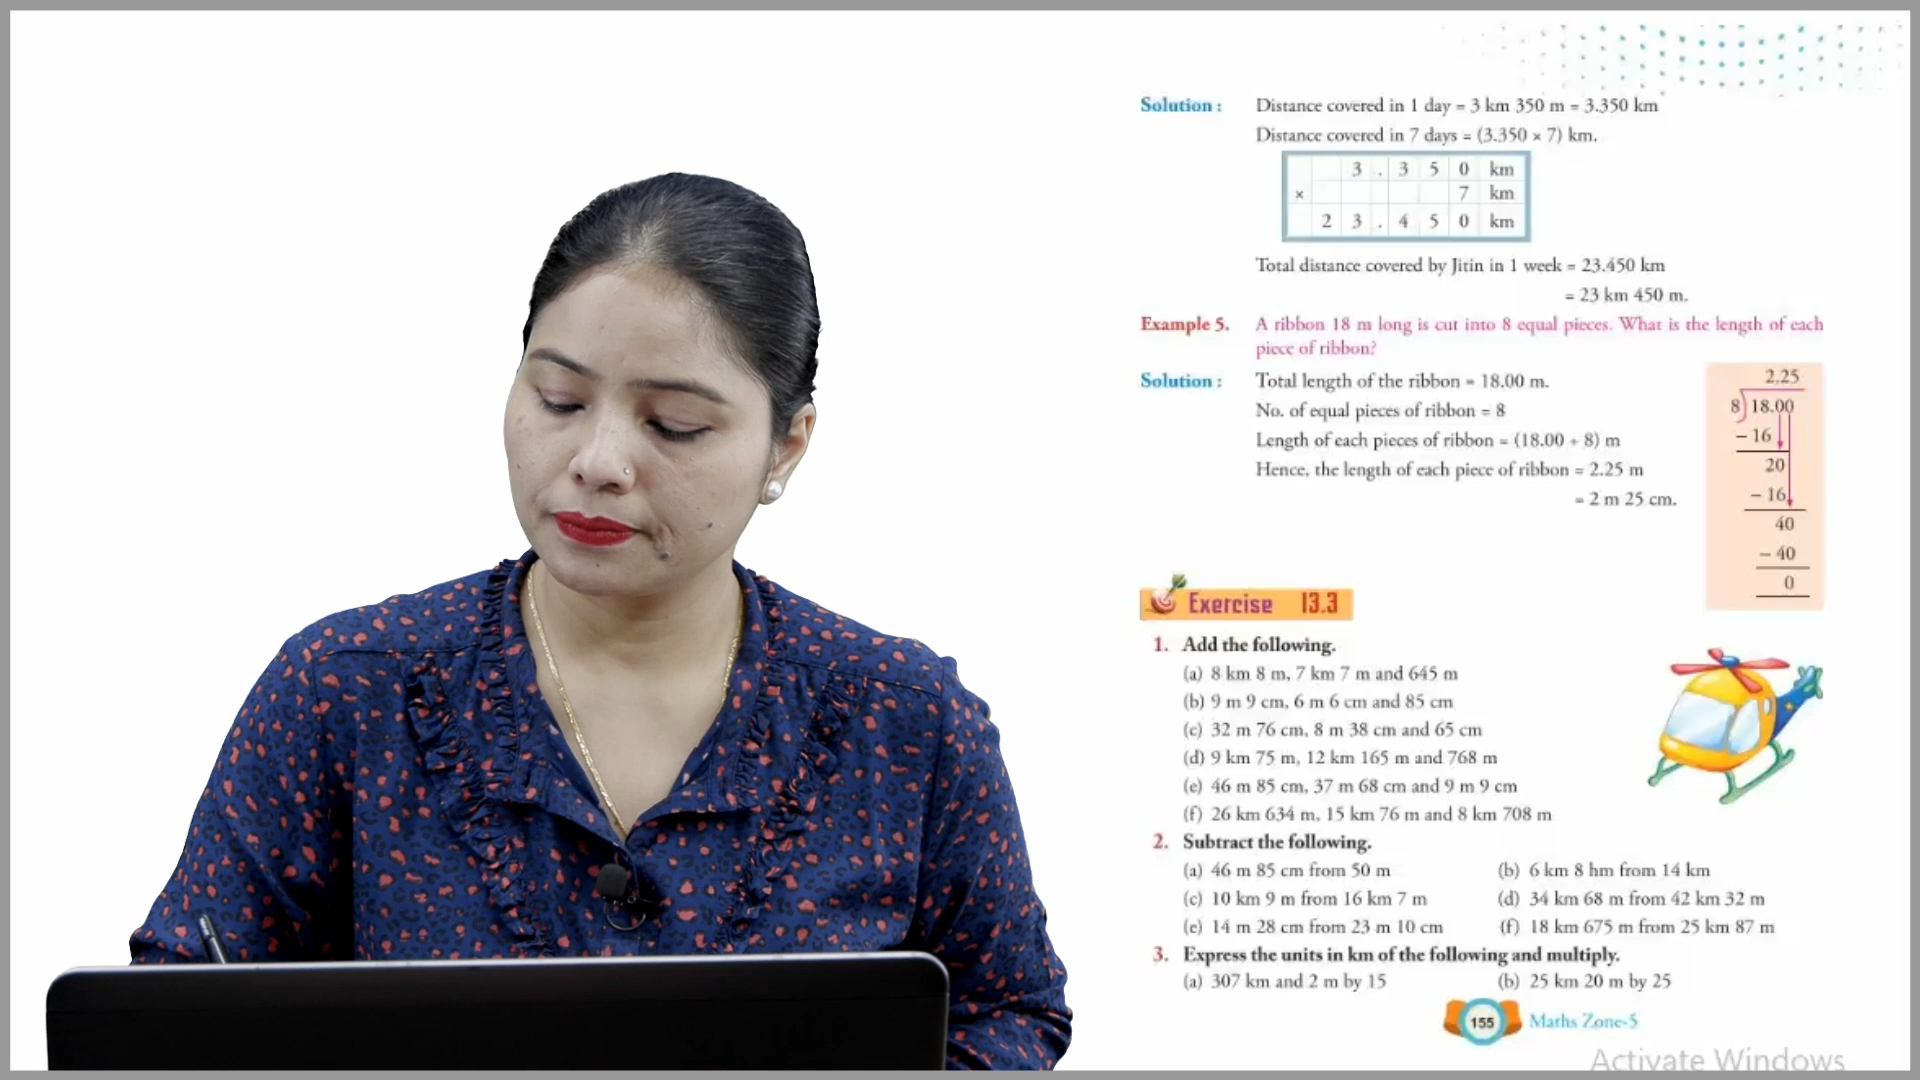 Solution : Distance covered in 1 day = 3 km 350 m = 3.350 km
Distance covered in 7 days = (3.350 × 7) km.
3 . 3 5 0 km
× 7 km
2 3 . 4 5 0 km
Total distance covered by Jitin in 1 week = 23.450 km
= 23 km 450 m.
Example 5. A ribbon 18 m long is cut into 8 equal pieces. What is the length of each
piece of ribbon?
Solution : Total length of the ribbon = 18.00 m.
No. of equal pieces of ribbon = 8
Length of each pieces of ribbon = (18.00 ÷ 8) m
Hence, the length of each piece of ribbon = 2.25 m
= 2 m 25 cm.
2.25
8)18.00
– 16
20
– 16
40
– 40
0
Exercise 13.3
1. Add the following.
(a) 8 km 8 m, 7 km 7 m and 645 m
(b) 9 m 9 cm, 6 m 6 cm and 85 cm
(c) 32 m 76 cm, 8 m 38 cm and 65 cm
(d) 9 km 75 m, 12 km 165 m and 768 m
(e) 46 m 85 cm, 37 m 68 cm and 9 m 9 cm
(f) 26 km 634 m, 15 km 76 m and 8 km 708 m
2. Subtract the following.
(a) 46 m 85 cm from 50 m (b) 6 km 8 hm from 14 km
(c) 10 km 9 m from 16 km 7 m (d) 34 km 68 m from 42 km 32 m
(e) 14 m 28 cm from 23 m 10 cm (f) 18 km 675 m from 25 km 87 m
3. Express the units in km of the following and multiply.
(a) 307 km and 2 m by 15 (b) 25 km 20 m by 25
155 Maths Zone-5
Activate Windows